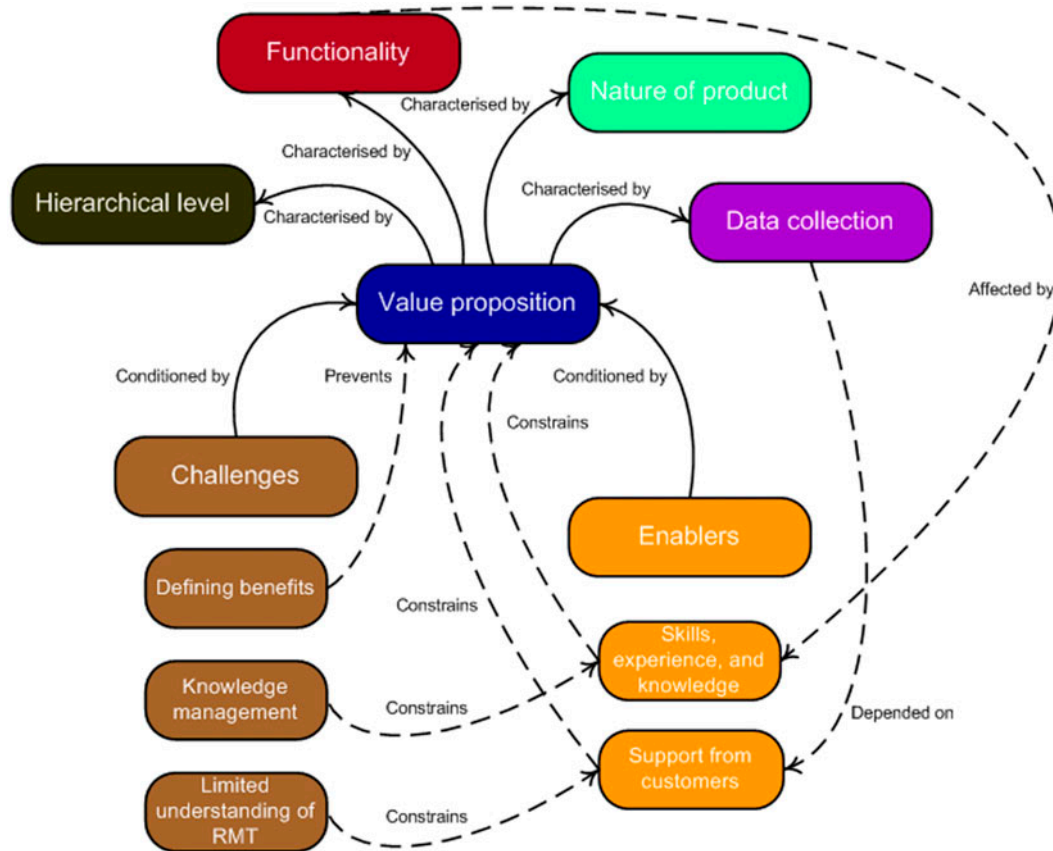 Functionality
Nature of product
Characterised by
Characterised by
Hierarchical level
Characterised by
Characterised by
Data collection
Value proposition
Affected by
Conditioned by
Prevents
Conditioned by
Constrains
Challenges
Enablers
Defining benefits
Constrains
Skills,
experience, and
knowledge
Knowledge
management
Constrains
Depended on
Support from
customers
Limited
understanding of
RMT
Constrains